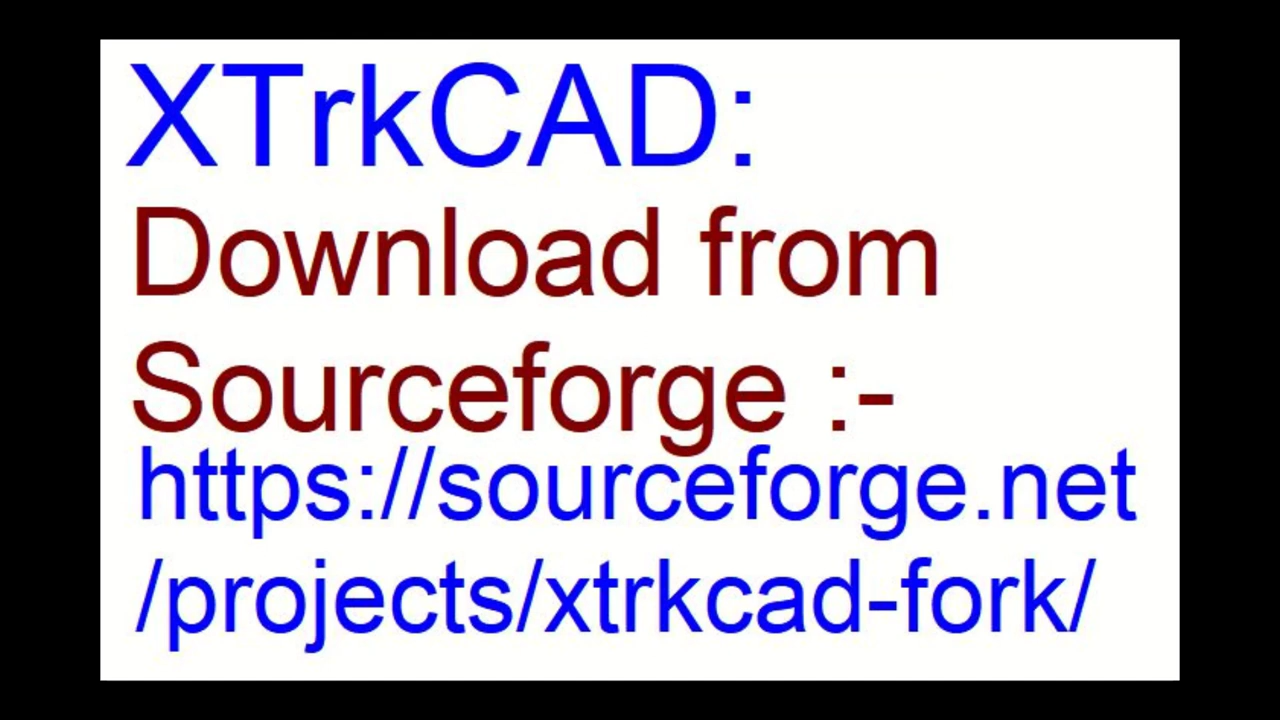 XTrkCAD:
Download from
Sourceforge :-
https://sourceforge.net
/projects/xtrkcad-fork/